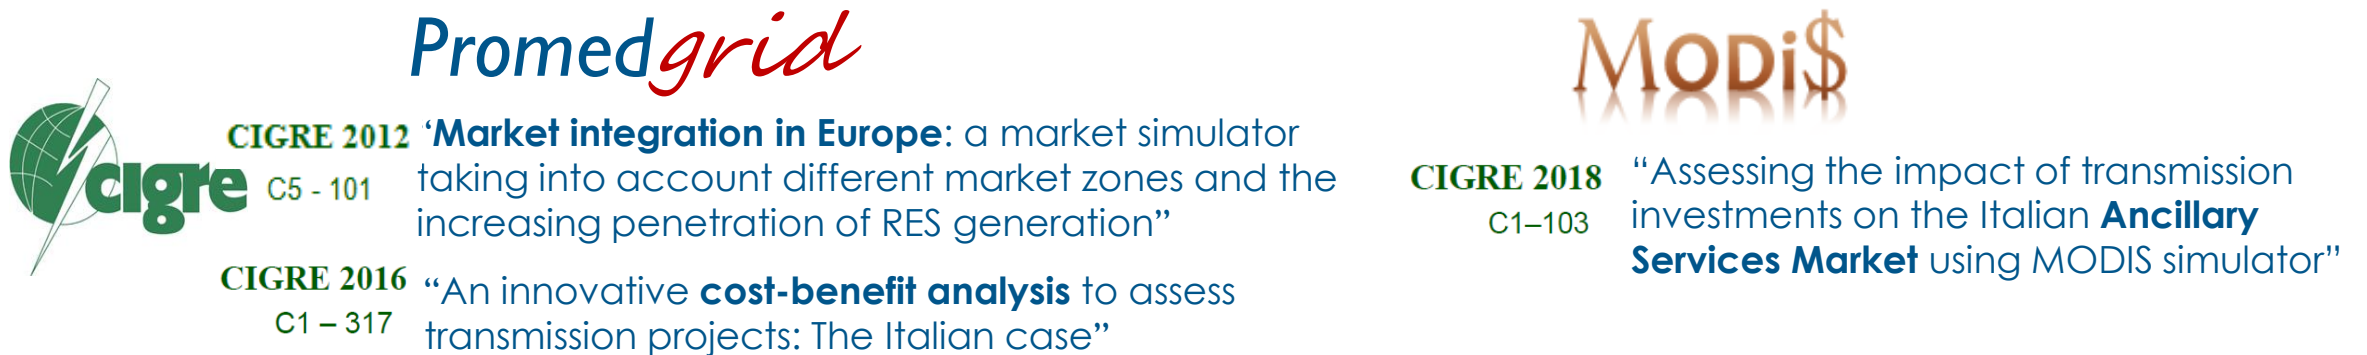 Promedgrid
cigre
CIGRE 2012
C5 - 101
‘Market integration in Europe: a market simulator
taking into account different market zones and the
increasing penetration of RES generation”
CIGRE 2016
C1 – 317
“An innovative cost-benefit analysis to assess
transmission projects: The Italian case”
MODi$
CIGRE 2018
C1–103
“Assessing the impact of transmission
investments on the Italian Ancillary
Services Market using MODIS simulator”